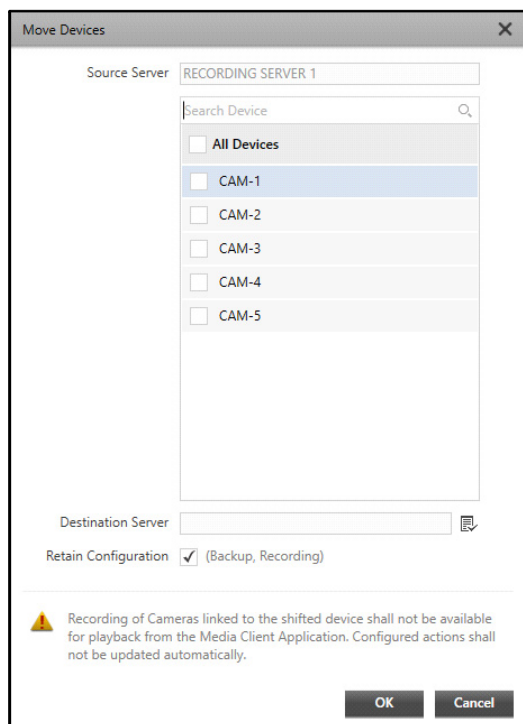 Move Devices
Source Server RECORDING SERVER 1
Search Device
All Devices
CAM-1
CAM-2
CAM-3
CAM-4
CAM-5
Destination Server
Retain Configuration (Backup, Recording)
Recording of Cameras linked to the shifted device shall not be available
for playback from the Media Client Application. Configured actions shall
not be updated automatically.
OK Cancel